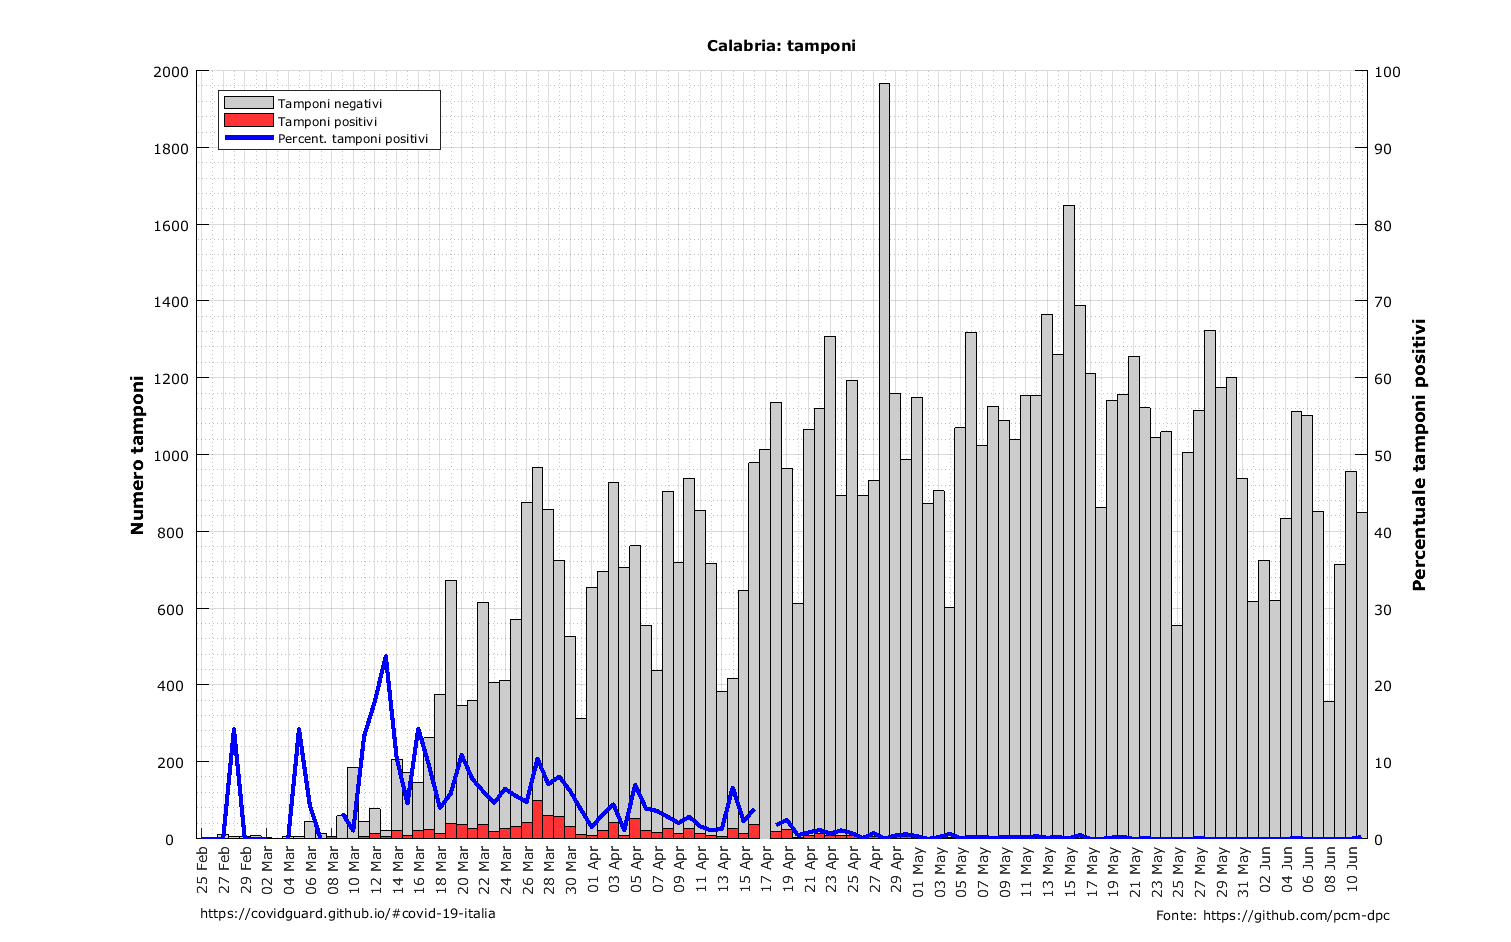 Calabria: tamponi
Tamponi negativi
Tamponi positivi
Percent. tamponi positivi
Numero tamponi
2000
1800
1600
1400
1200
1000
800
600
400
200
0
100
90
80
70
60
50
40
30
20
10
0
Percentuale tamponi positivi
25 Feb
27 Feb
29 Feb
02 Mar
04 Mar
06 Mar
08 Mar
10 Mar
12 Mar
14 Mar
16 Mar
18 Mar
20 Mar
22 Mar
24 Mar
26 Mar
28 Mar
30 Mar
01 Apr
03 Apr
05 Apr
07 Apr
09 Apr
11 Apr
13 Apr
15 Apr
17 Apr
19 Apr
21 Apr
23 Apr
25 Apr
27 Apr
29 Apr
01 May
03 May
05 May
07 May
09 May
11 May
13 May
15 May
17 May
19 May
21 May
23 May
25 May
27 May
29 May
31 May
02 Jun
04 Jun
06 Jun
08 Jun
10 Jun
https://covidguard.github.io/#covid-19-italia
Fonte: https://github.com/pcm-dpc